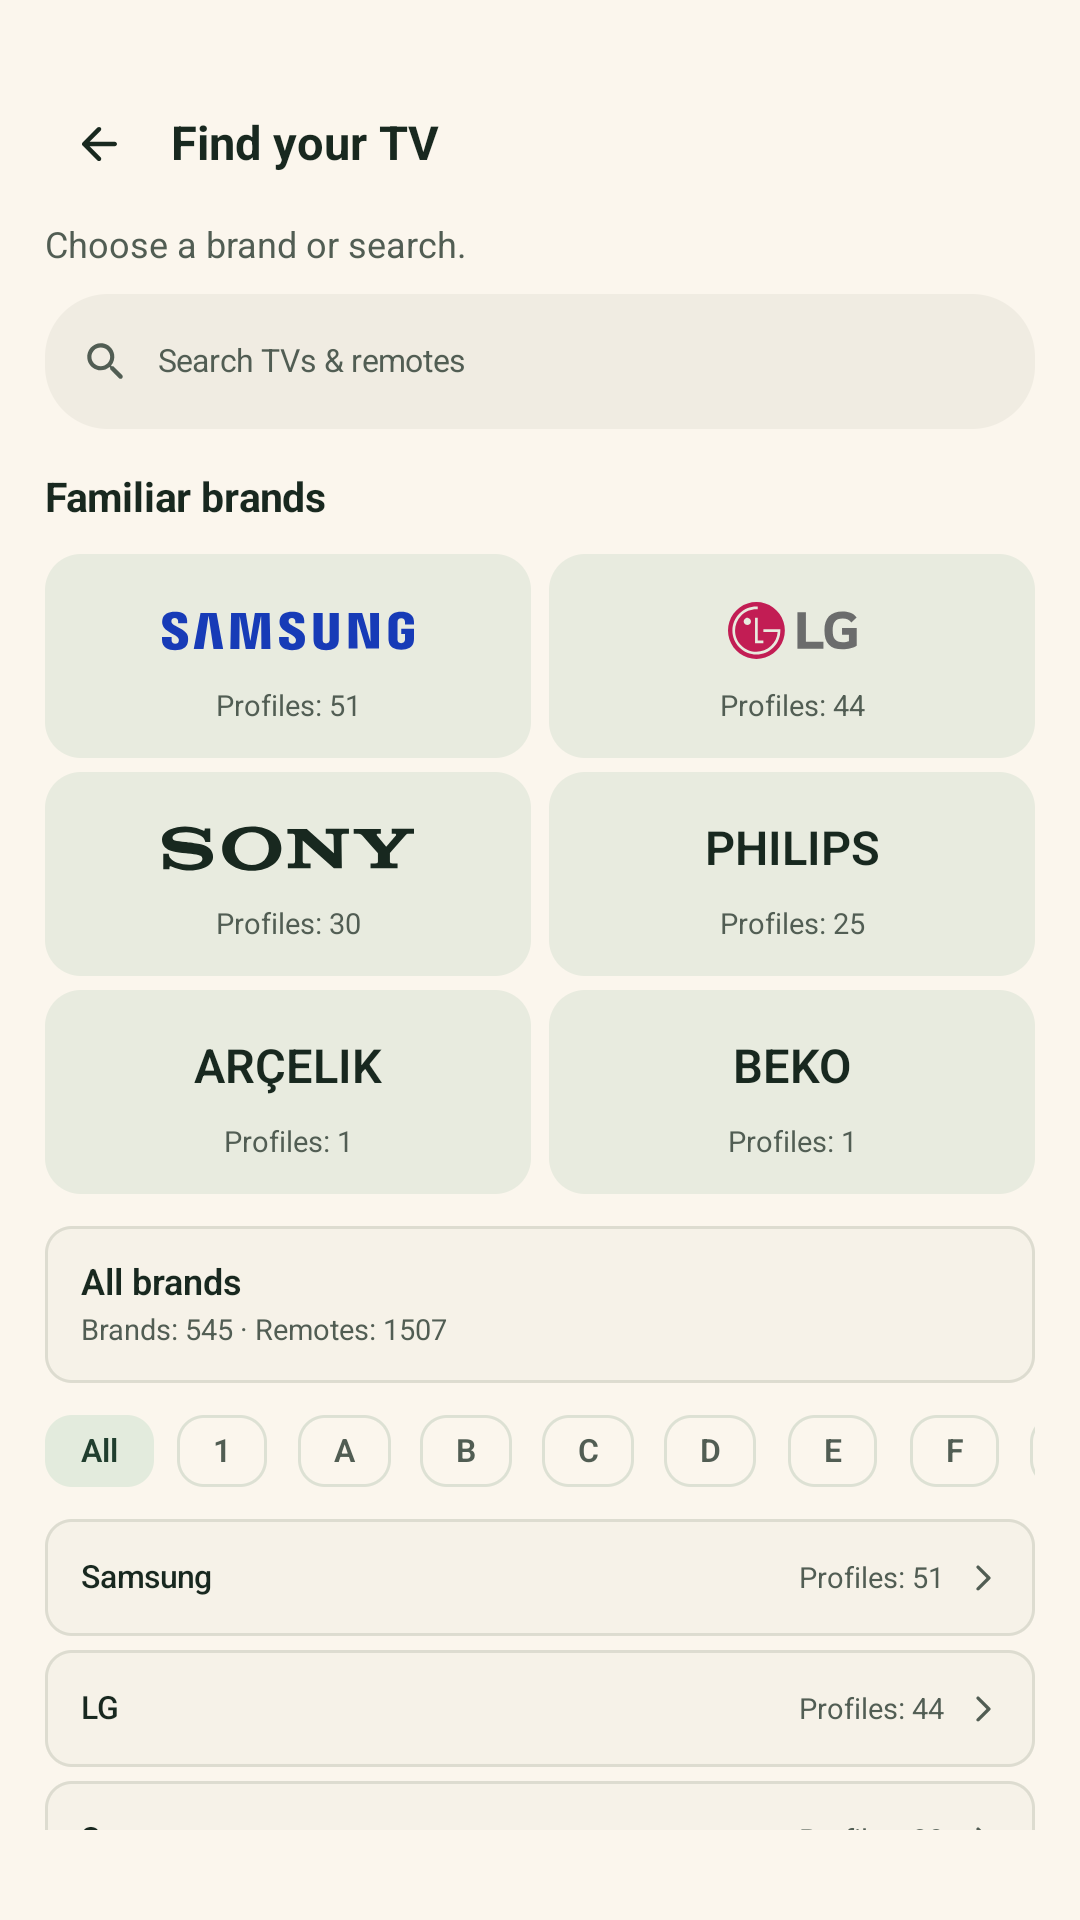 Find your TV
Choose a brand or search.
Search TVs & remotes
Familiar brands
SAMSUNG
Profiles: 51
LG
Profiles: 44
SONY
Profiles: 30
PHILIPS
Profiles: 25
ARÇELIK
Profiles: 1
BEKO
Profiles: 1
All brands
Brands: 545 · Remotes: 1507
All 1 A B C D E F
Samsung Profiles: 51
LG Profiles: 44